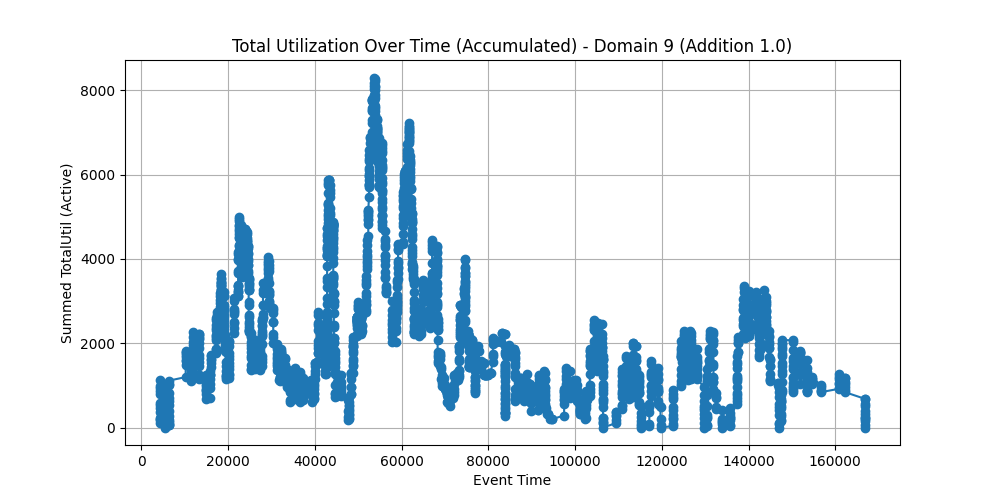 Total Utilization Over Time (Accumulated) - Domain 9 (Addition 1.0)
8000
6000
4000
2000
0
Summed TotalUtil (Active)
0 20000 40000 60000 80000 100000 120000 140000 160000
Event Time